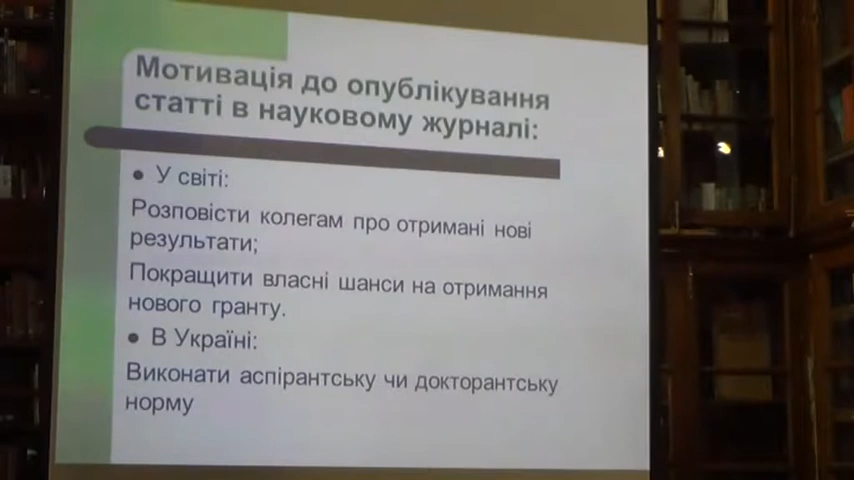 Мотивація до опублікування
статті в науковому журналі:
• У світі:
Розповісти колегам про отримані нові
результати;
Покращити власні шанси на отримання
нового гранту.
• В Україні:
Виконати аспірантську чи докторантську
норму